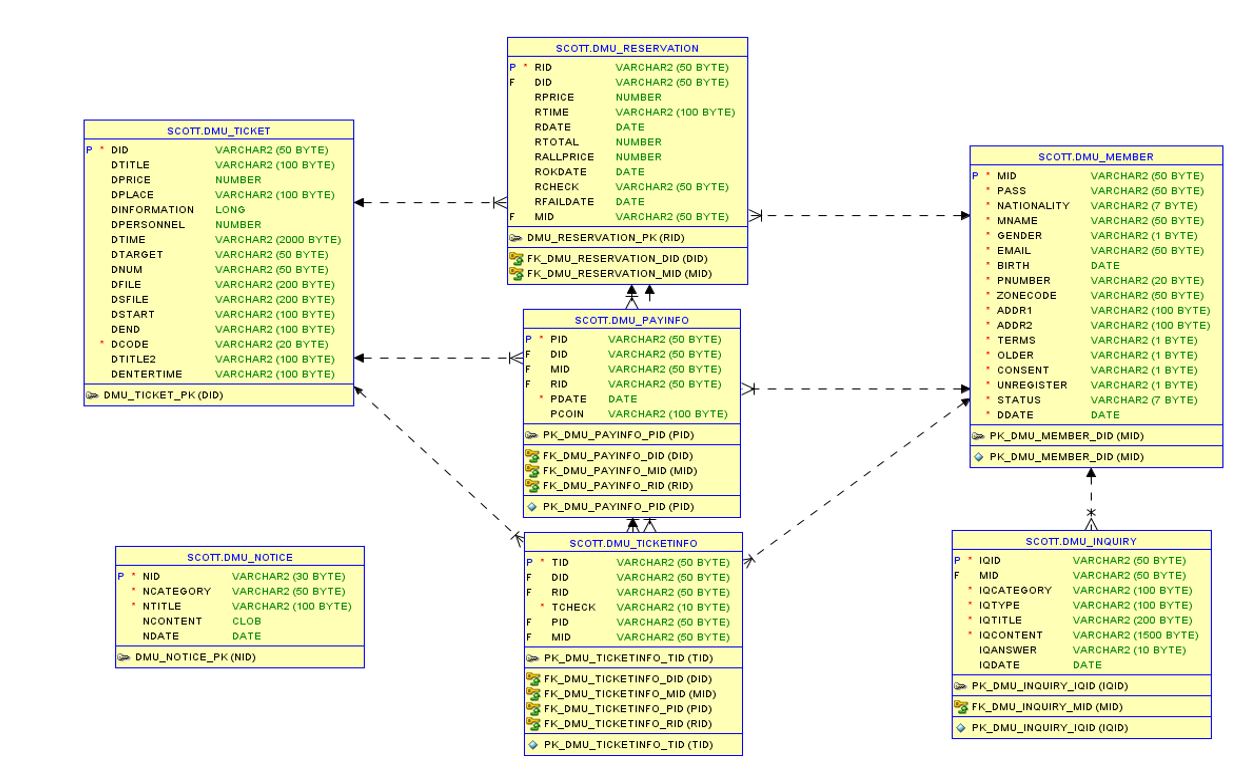 SCOTT.DMU_RESERVATION
P * RID VARCHAR2 (50 BYTE)
F DID VARCHAR2 (50 BYTE)
RPRICE NUMBER
RTIME VARCHAR2 (100 BYTE)
RDATE DATE
RTOTAL NUMBER
RALLPRICE NUMBER
ROKDATE DATE
RCHECK VARCHAR2 (50 BYTE)
RFAILDATE DATE
F MID VARCHAR2 (50 BYTE)
DMU_RESERVATION_PK (RID)
FK_DMU_RESERVATION_DID (DID)
FK_DMU_RESERVATION_MID (MID)
SCOTT.DMU_TICKET
P * DID VARCHAR2 (50 BYTE)
DTITLE VARCHAR2 (100 BYTE)
DPRICE NUMBER
DPLACE VARCHAR2 (100 BYTE)
DINFORMATION LONG
DPERSONNEL NUMBER
DTIME VARCHAR2 (2000 BYTE)
DTARGET VARCHAR2 (50 BYTE)
DNUM VARCHAR2 (50 BYTE)
DFILE VARCHAR2 (200 BYTE)
DSFILE VARCHAR2 (200 BYTE)
DSTART VARCHAR2 (100 BYTE)
DEND VARCHAR2 (100 BYTE)
* DCODE VARCHAR2 (20 BYTE)
DTITLE2 VARCHAR2 (100 BYTE)
DENTERTIME VARCHAR2 (100 BYTE)
DMU_TICKET_PK (DID)
SCOTT.DMU_MEMBER
P * MID VARCHAR2 (50 BYTE)
* PASS VARCHAR2 (50 BYTE)
* NATIONALITY VARCHAR2 (7 BYTE)
* MNAME VARCHAR2 (50 BYTE)
* GENDER VARCHAR2 (1 BYTE)
* EMAIL VARCHAR2 (50 BYTE)
* BIRTH DATE
* PNUMBER VARCHAR2 (20 BYTE)
* ZONECODE VARCHAR2 (50 BYTE)
* ADDR1 VARCHAR2 (100 BYTE)
* ADDR2 VARCHAR2 (100 BYTE)
* TERMS VARCHAR2 (1 BYTE)
* OLDER VARCHAR2 (1 BYTE)
* CONSENT VARCHAR2 (1 BYTE)
* UNREGISTER VARCHAR2 (1 BYTE)
* STATUS VARCHAR2 (7 BYTE)
* DDATE DATE
PK_DMU_MEMBER_DID (MID)
PK_DMU_MEMBER_DID (MID)
SCOTT.DMU_PAYINFO
P * PID VARCHAR2 (50 BYTE)
F DID VARCHAR2 (50 BYTE)
F MID VARCHAR2 (50 BYTE)
F RID VARCHAR2 (50 BYTE)
* PDATE DATE
PCOIN VARCHAR2 (100 BYTE)
PK_DMU_PAYINFO_PID (PID)
FK_DMU_PAYINFO_DID (DID)
FK_DMU_PAYINFO_MID (MID)
FK_DMU_PAYINFO_RID (RID)
PK_DMU_PAYINFO_PID (PID)
SCOTT.DMU_NOTICE
P * NID VARCHAR2 (30 BYTE)
* NCATEGORY VARCHAR2 (50 BYTE)
* NTITLE VARCHAR2 (100 BYTE)
NCONTENT CLOB
NDATE DATE
DMU_NOTICE_PK (NID)
SCOTT.DMU_TICKETINFO
P * TID VARCHAR2 (50 BYTE)
F DID VARCHAR2 (50 BYTE)
F RID VARCHAR2 (50 BYTE)
* TCHECK VARCHAR2 (10 BYTE)
F PID VARCHAR2 (50 BYTE)
F MID VARCHAR2 (50 BYTE)
PK_DMU_TICKETINFO_TID (TID)
FK_DMU_TICKETINFO_DID (DID)
FK_DMU_TICKETINFO_MID (MID)
FK_DMU_TICKETINFO_PID (PID)
FK_DMU_TICKETINFO_RID (RID)
PK_DMU_TICKETINFO_TID (TID)
SCOTT.DMU_INQUIRY
P * IQID VARCHAR2 (50 BYTE)
F MID VARCHAR2 (50 BYTE)
* IQCATEGORY VARCHAR2 (100 BYTE)
* IQTYPE VARCHAR2 (100 BYTE)
* IQTITLE VARCHAR2 (200 BYTE)
* IQCONTENT VARCHAR2 (1500 BYTE)
IQANSWER VARCHAR2 (10 BYTE)
IQDATE DATE
PK_DMU_INQUIRY_IQID (IQID)
FK_DMU_INQUIRY_MID (MID)
PK_DMU_INQUIRY_IQID (IQID)